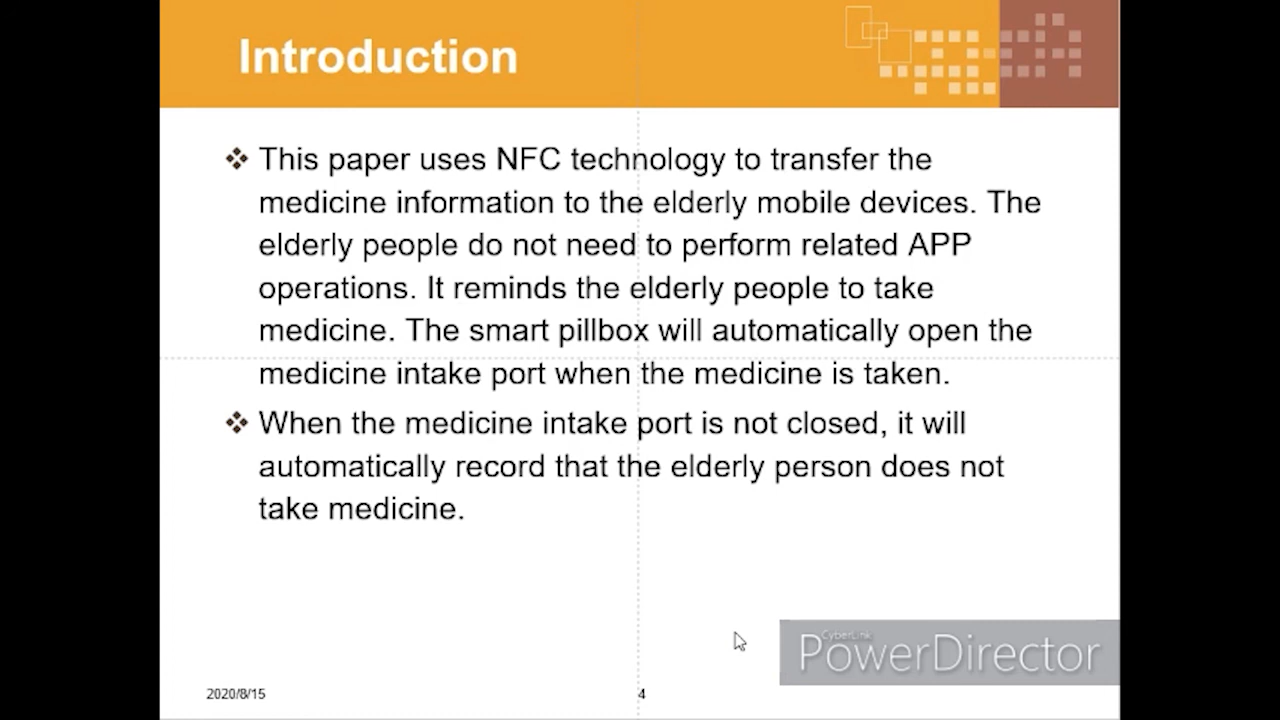 Introduction
This paper uses NFC technology to transfer the
medicine information to the elderly mobile devices. The
elderly people do not need to perform related APP
operations. It reminds the elderly people to take
medicine. The smart pillbox will automatically open the
medicine intake port when the medicine is taken.
When the medicine intake port is not closed, it will
automatically record that the elderly person does not
take medicine.
CyberLink
PowerDirector
2020/8/15
4